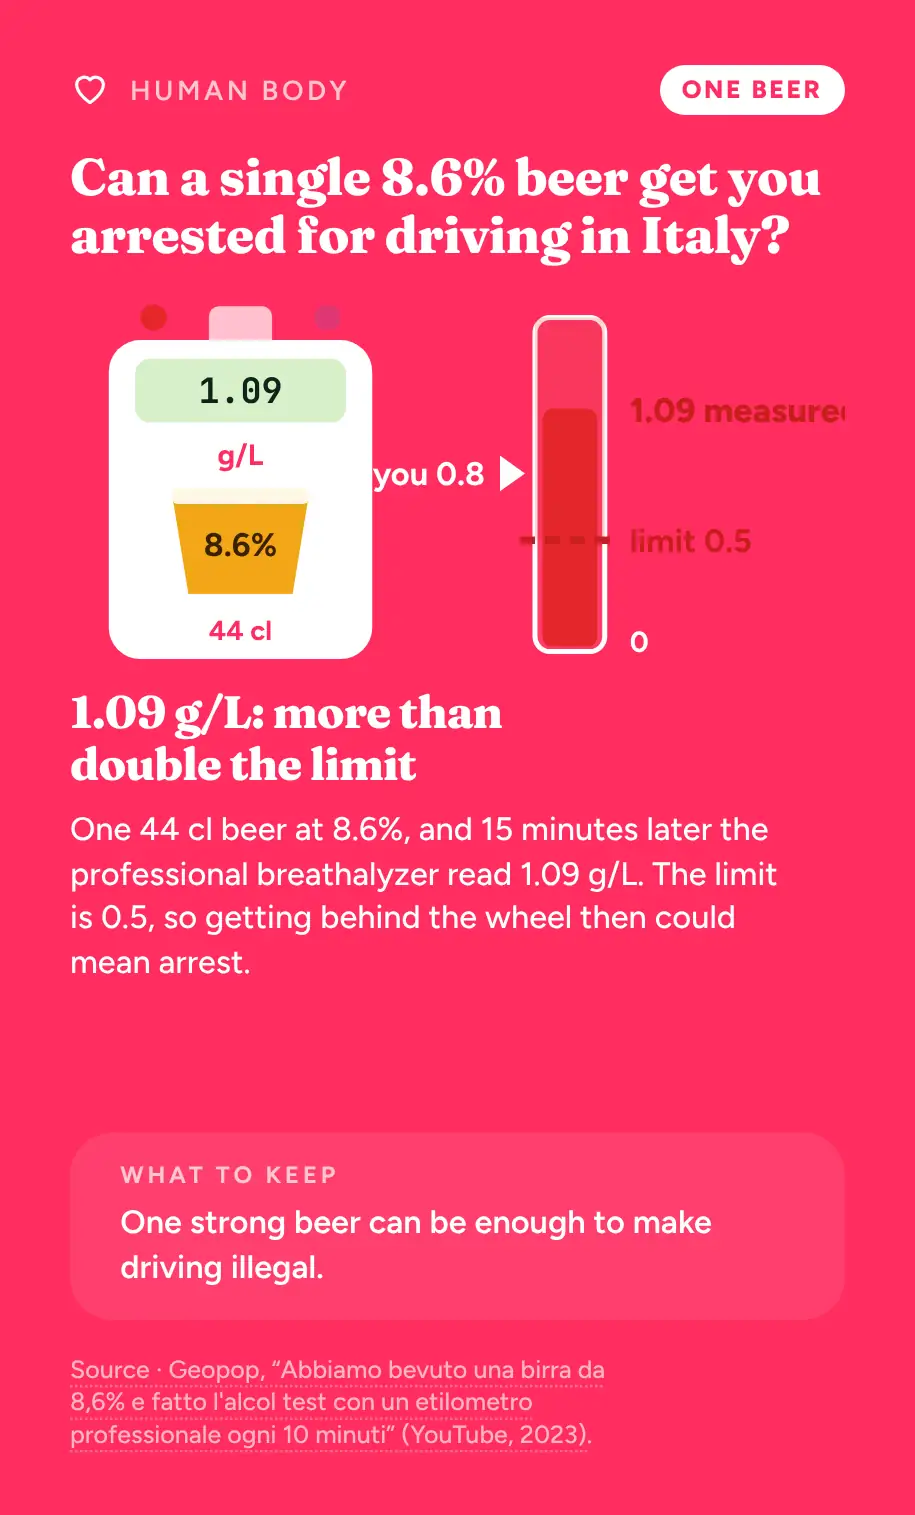 HUMAN BODY
ONE BEER
Can a single 8.6% beer get you
arrested for driving in Italy?
1.09
g/L
8.6%
44 cl
you 0.8
1.09 measured
limit 0.5
0
1.09 g/L: more than
double the limit
One 44 cl beer at 8.6%, and 15 minutes later the
professional breathalyzer read 1.09 g/L. The limit
is 0.5, so getting behind the wheel then could
mean arrest.
WHAT TO KEEP
One strong beer can be enough to make
driving illegal.
Source · Geopop, “Abbiamo bevuto una birra da
8,6% e fatto l'alcol test con un etilometro
professionale ogni 10 minuti” (YouTube, 2023).